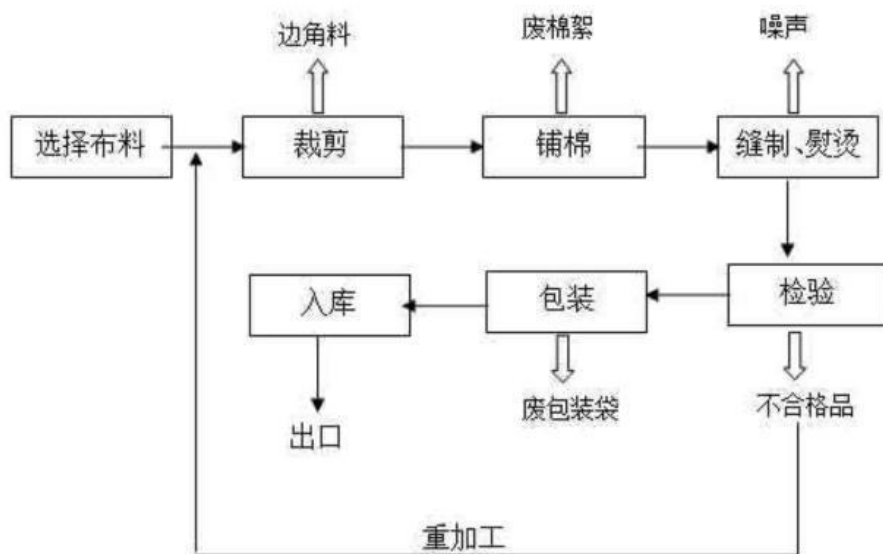 边角料
废棉絮
噪声
选择布料
裁剪
铺棉
缝制、熨烫
入库
包装
检验
出口
废包装袋
不合格品
重加工